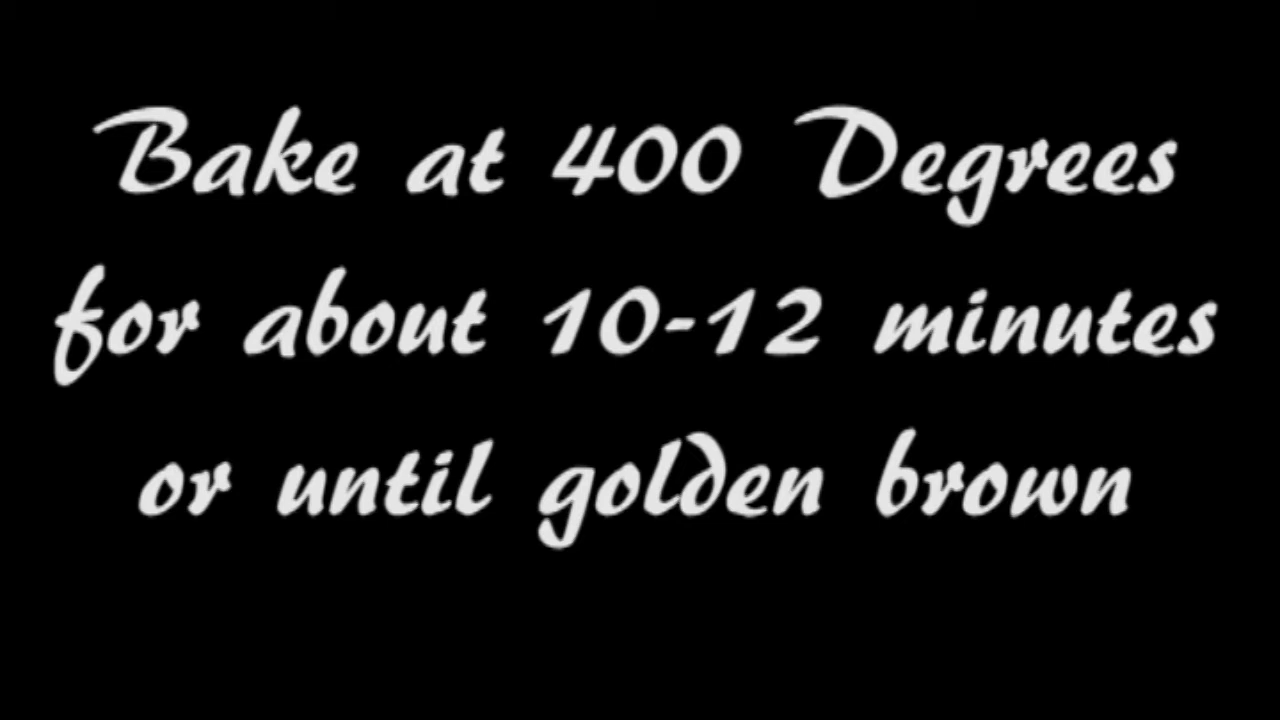 Bake at 400 Degrees
for about 10-12 minutes
or until golden brown